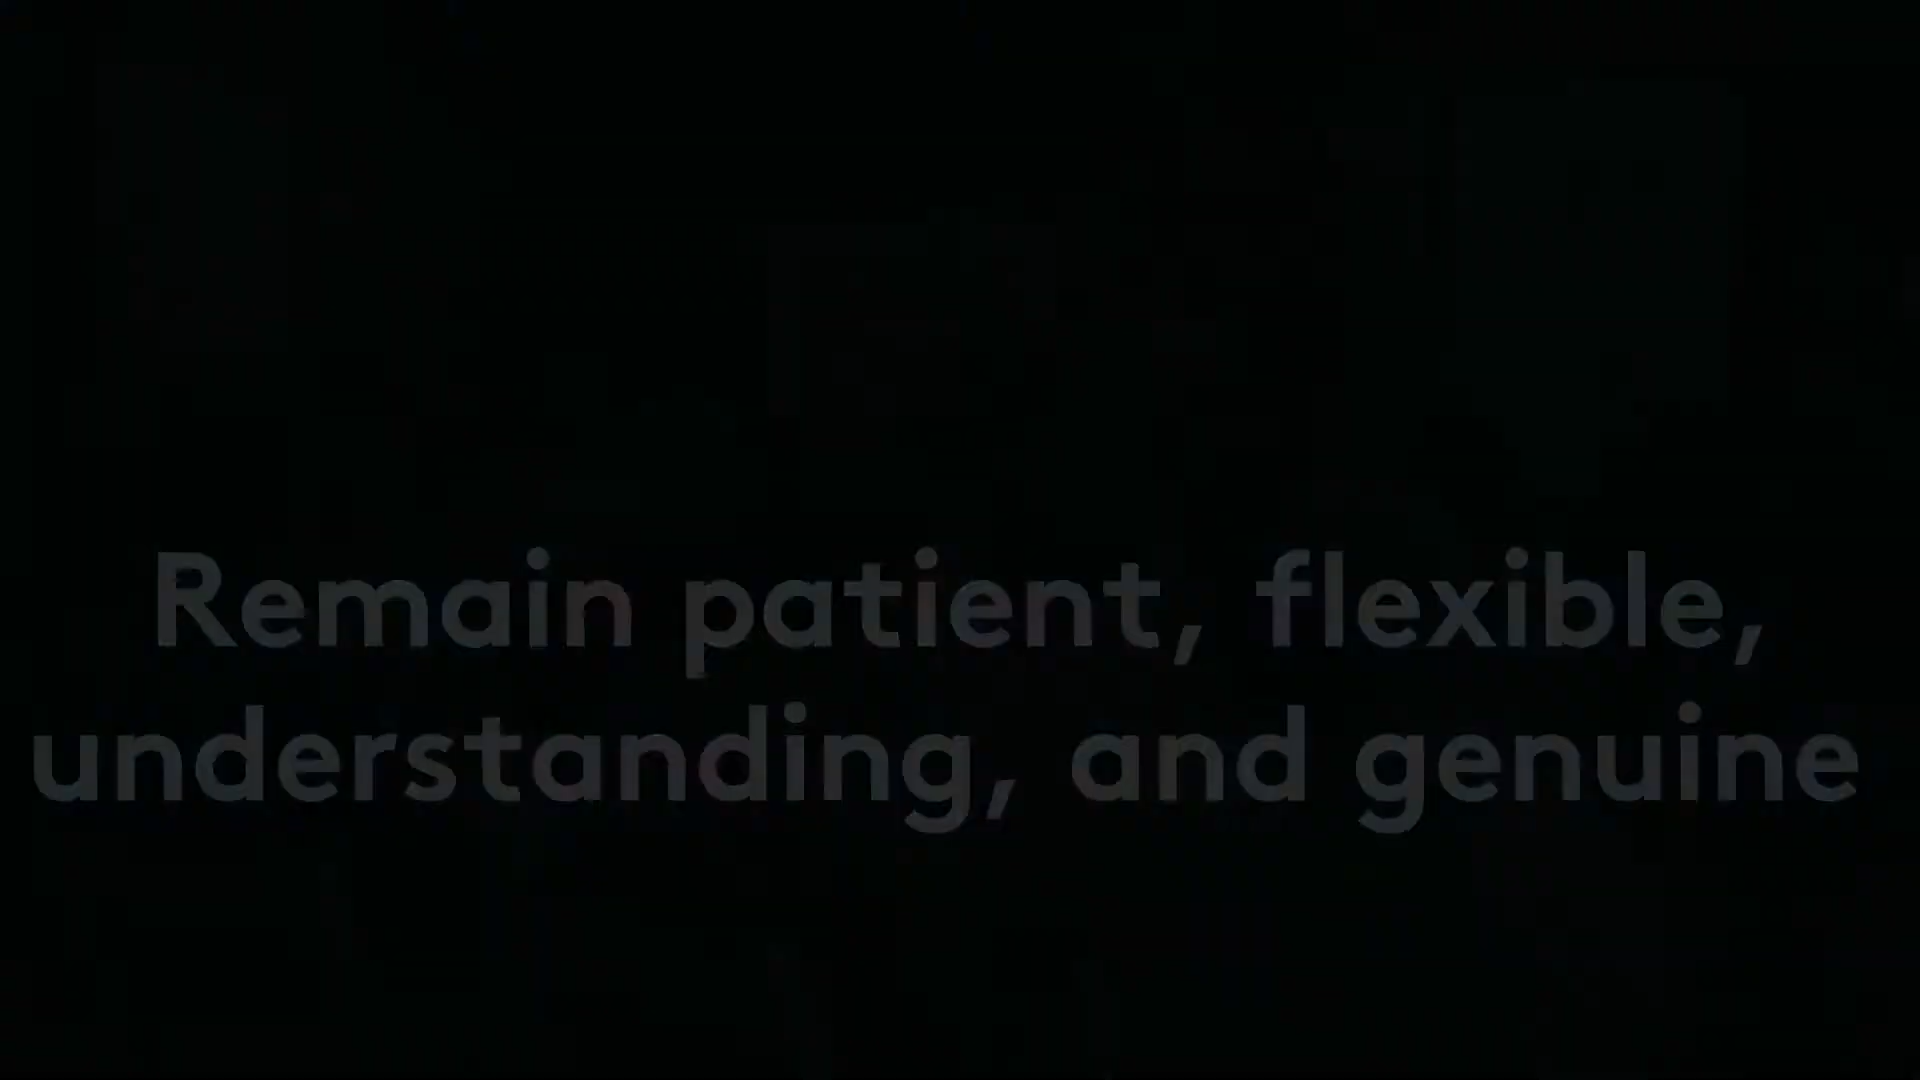 Remain patient, flexible,
understanding, and genuine